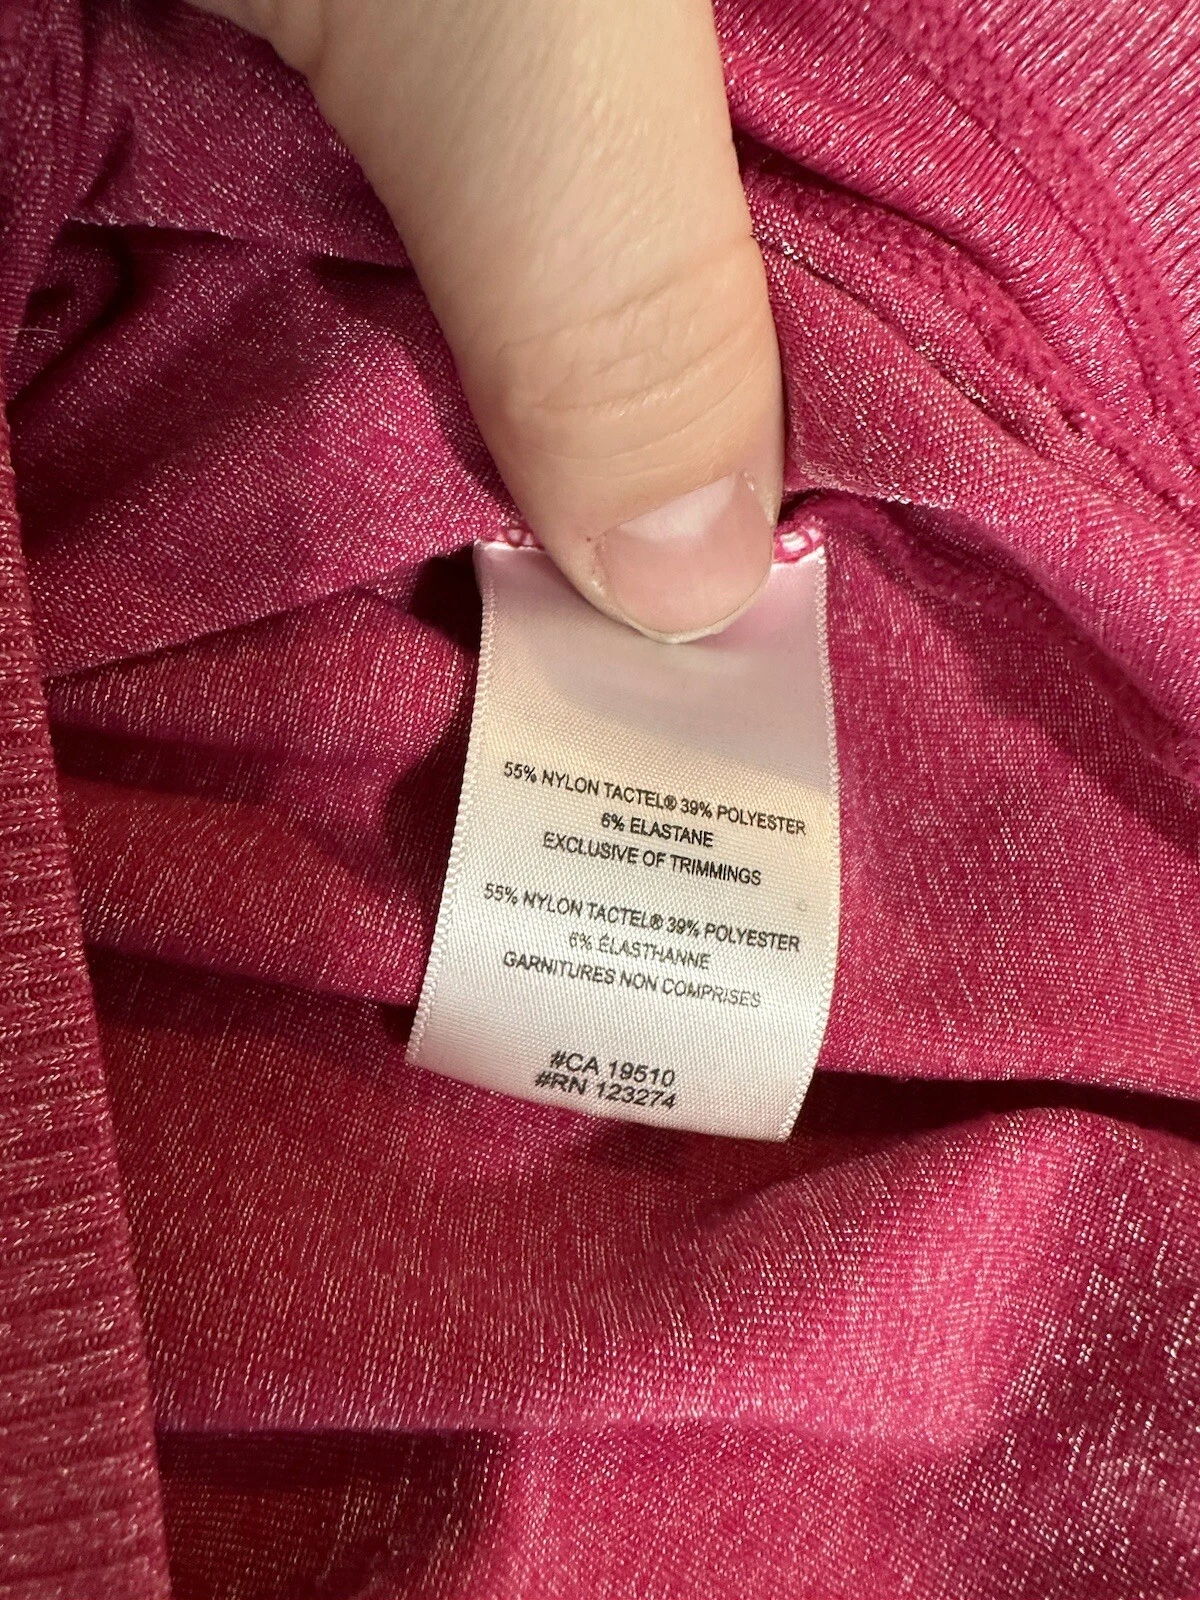 55% NYLON TACTEL® 39% POLYESTER
6% ELASTANE
EXCLUSIVE OF TRIMMINGS
55% NYLON TACTEL® 39% POLYESTER
6% ÉLASTHANNE
GARNITURES NON COMPRISES
#CA 19510
#RN 123274